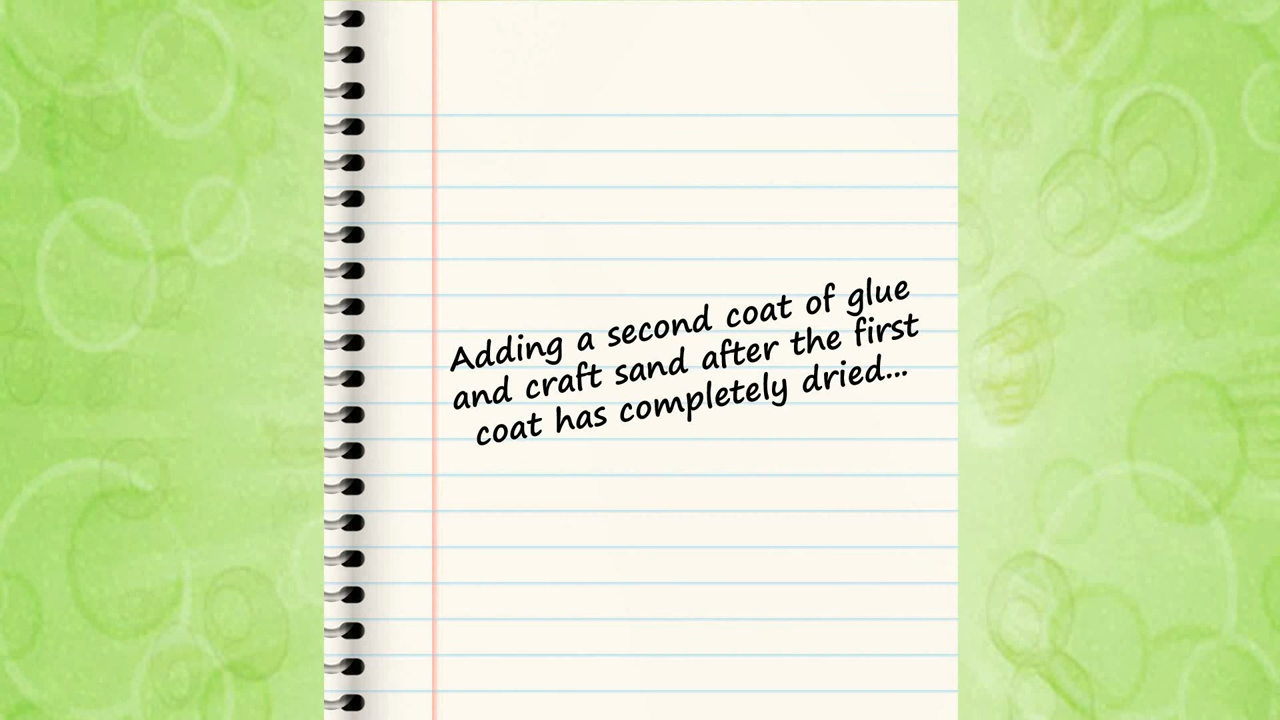 Adding a second coat of glue
and craft sand after the first
coat has completely dried...